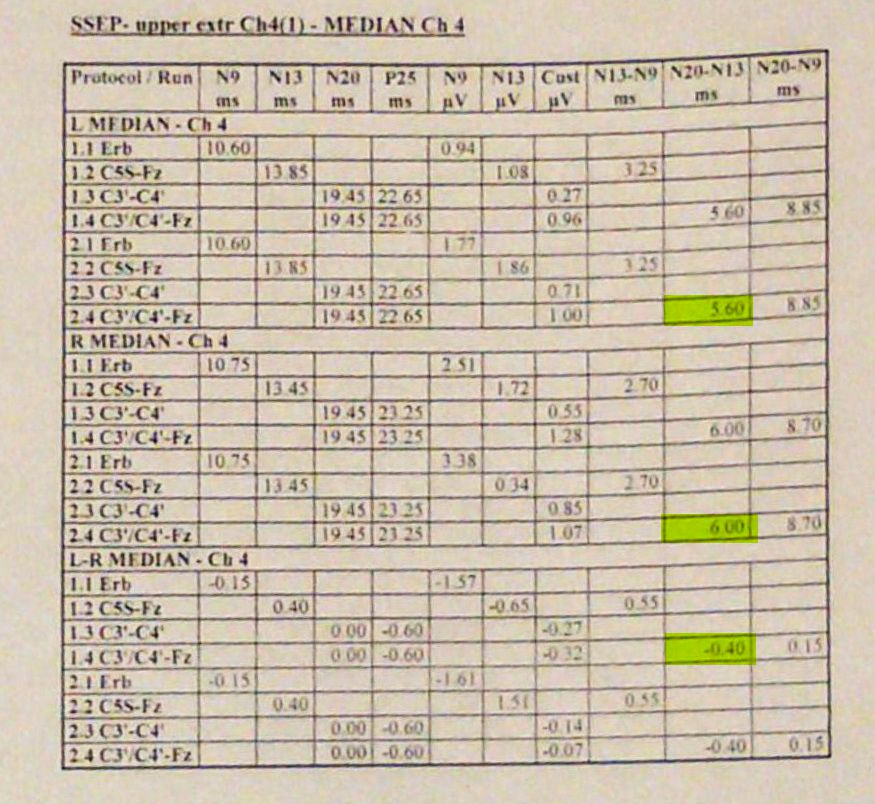 SSEP- upper extr Ch4(1) - MEDIAN Ch 4
Protocol / Run N9 ms N13 ms N20 ms P25 ms N9 µV N13 µV Cust µV N13-N9 ms N20-N13 ms N20-N9 ms
L MEDIAN - Ch 4
1.1 Erb 10.60 0.94
1.2 C5S-Fz 13.85 1.08 3.25
1.3 C3'-C4' 19.45 22.65 0.27
1.4 C3'/C4'-Fz 19.45 22.65 0.96 5.60 8.85
2.1 Erb 10.60 1.77
2.2 C5S-Fz 13.85 1.86 3.25
2.3 C3'-C4' 19.45 22.65 0.71
2.4 C3'/C4'-Fz 19.45 22.65 1.00 5.60 8.85
R MEDIAN - Ch 4
1.1 Erb 10.75 2.51
1.2 C5S-Fz 13.45 1.72 2.70
1.3 C3'-C4' 19.45 23.25 0.55
1.4 C3'/C4'-Fz 19.45 23.25 1.28 6.00 8.70
2.1 Erb 10.75 3.38
2.2 C5S-Fz 13.45 0.34 2.70
2.3 C3'-C4' 19.45 23.25 0.85
2.4 C3'/C4'-Fz 19.45 23.25 1.07 6.00 8.70
L-R MEDIAN - Ch 4
1.1 Erb -0.15 -1.57
1.2 C5S-Fz 0.40 -0.65 0.55
1.3 C3'-C4' 0.00 -0.60 -0.27
1.4 C3'/C4'-Fz 0.00 -0.60 -0.32 -0.40 0.15
2.1 Erb -0.15 -1.61
2.2 C5S-Fz 0.40 1.51 0.55
2.3 C3'-C4' 0.00 -0.60 -0.14
2.4 C3'/C4'-Fz 0.00 -0.60 -0.07 -0.40 0.15